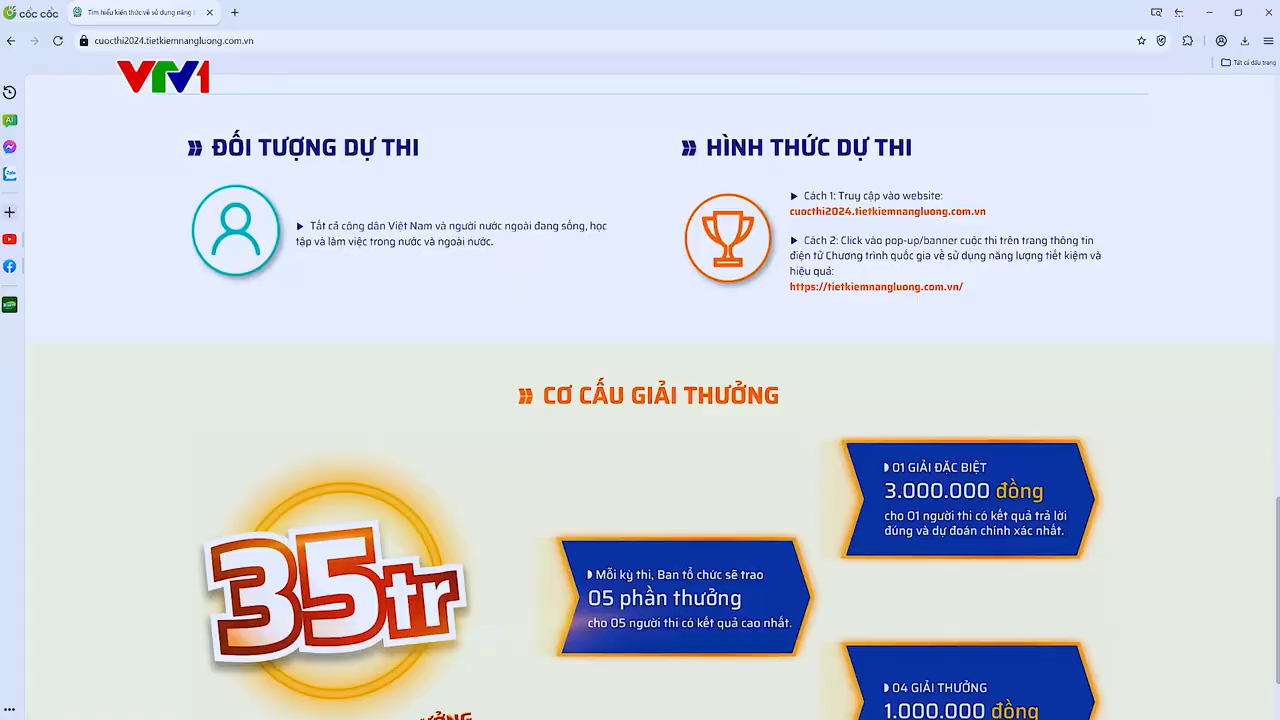 cốc cốc
Tìm hiểu kiến thức về sử dụng năng l
cuocthi2024.tietkiemnangluong.com.vn
Tất cả dấu trang
VTV1
ĐỐI TƯỢNG DỰ THI
Tất cả công dân Việt Nam và người nước ngoài đang sống, học
tập và làm việc trong nước và ngoài nước.
HÌNH THỨC DỰ THI
Cách 1: Truy cập vào website:
cuocthi2024.tietkiemnangluong.com.vn
Cách 2: Click vào pop-up/banner cuộc thi trên trang thông tin
điện tử Chương trình quốc gia về sử dụng năng lượng tiết kiệm và
hiệu quả:
https://tietkiemnangluong.com.vn/
CƠ CẤU GIẢI THƯỞNG
35tr
Mỗi kỳ thi, Ban tổ chức sẽ trao
05 phần thưởng
cho 05 người thi có kết quả cao nhất.
01 GIẢI ĐẶC BIỆT
3.000.000 đồng
cho 01 người thi có kết quả trả lời
đúng và dự đoán chính xác nhất.
04 GIẢI THƯỞNG
1.000.000 đồng